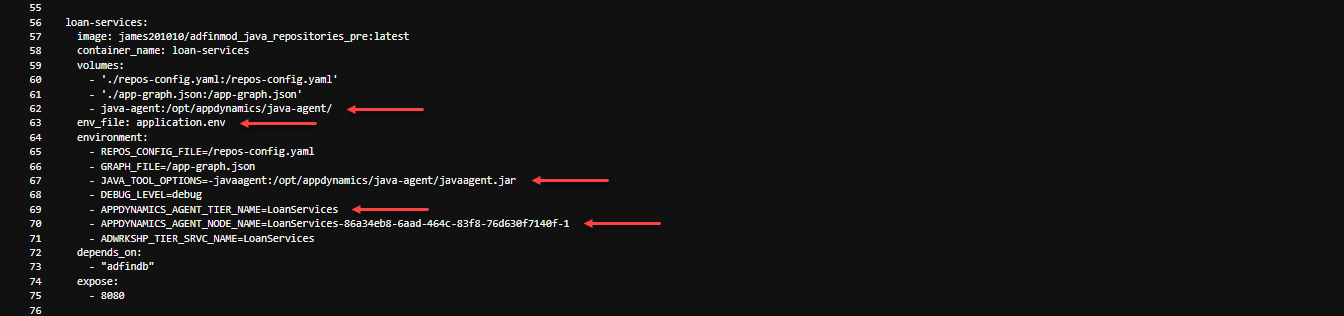 55
56 loan-services:
57 image: james201010/adfinmod_java_repositories_pre:latest
58 container_name: loan-services
59 volumes:
60 - './repos-config.yaml:/repos-config.yaml'
61 - './app-graph.json:/app-graph.json'
62 - java-agent:/opt/appdynamics/java-agent/
63 env_file: application.env
64 environment:
65 - REPOS_CONFIG_FILE=/repos-config.yaml
66 - GRAPH_FILE=/app-graph.json
67 - JAVA_TOOL_OPTIONS=-javaagent:/opt/appdynamics/java-agent/javaagent.jar
68 - DEBUG_LEVEL=debug
69 - APPDYNAMICS_AGENT_TIER_NAME=LoanServices
70 - APPDYNAMICS_AGENT_NODE_NAME=LoanServices-86a34eb8-6aad-464c-83f8-76d630f7140f-1
71 - ADWRKSHP_TIER_SRVC_NAME=LoanServices
72 depends_on:
73 - "adfindb"
74 expose:
75 - 8080
76